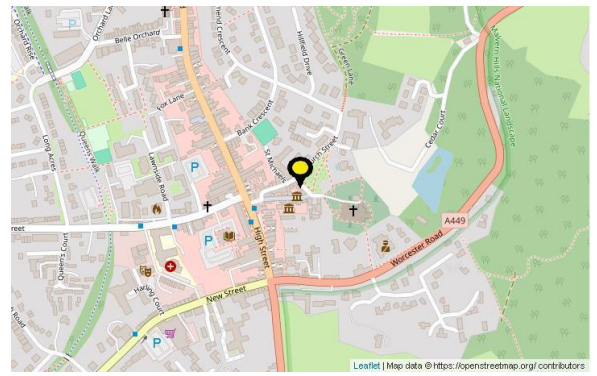 Orchard Lane
Orchard Rise
P
Belle Orchard
Hillfield Drive
Green Lane
Malvern Hills National Landscape
Fox Lane
Bank Crescent
Long Acres
Queens Walk
Lawnside Road
P
St Michaels
Church Street
Cedar Court
A449
High Street
P
Worcester Road
Queen's Court
Harling Court
New Street
P
Leaflet | Map data © https://openstreetmap.org/ contributors